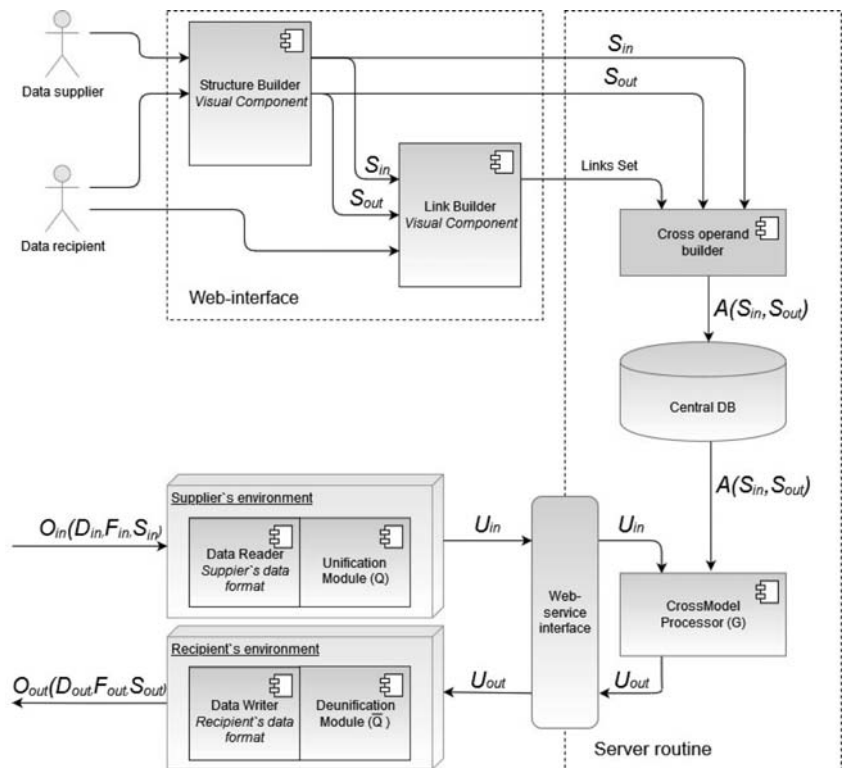 Data supplier
Data recipient
Structure Builder
Visual Component
S_in
S_out
S_in
S_out
Link Builder
Visual Component
Links Set
Web-interface
Cross operand
builder
A(S_in, S_out)
Central DB
A(S_in, S_out)
Supplier`s environment
O_in(D_in,F_in,S_in)
Data Reader
Suppier`s data
format
Unification
Module (Q)
U_in
Web-
service
interface
U_in
CrossModel
Processor (G)
Recipient`s environment
O_out(D_out,F_out,S_out)
Data Writer
Recipient`s data
format
Deunification
Module (Q̅ )
U_out
U_out
Server routine